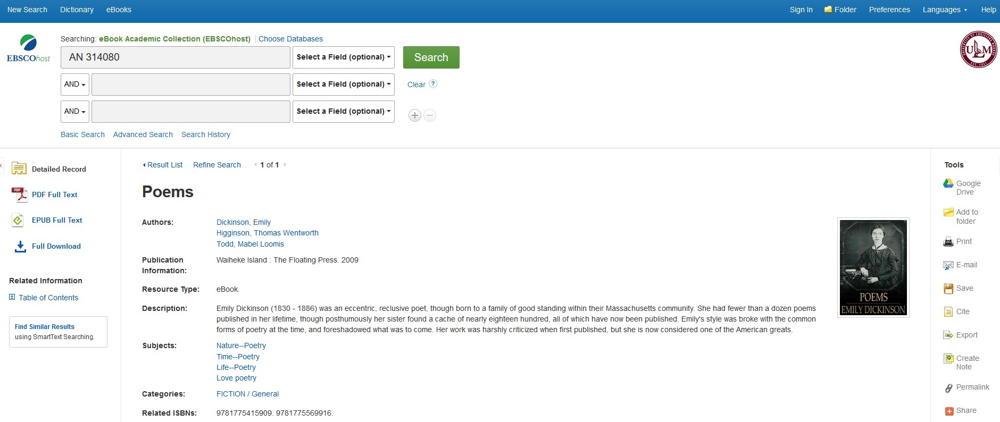 New Search Dictionary eBooks Sign In Folder Preferences Languages Help
Searching: eBook Academic Collection (EBSCOhost) Choose Databases
EBSCOhost
AN 314080 Select a Field (optional) Search
ULM
AND Select a Field (optional) Clear ?
AND Select a Field (optional)
Basic Search Advanced Search Search History
Detailed Record
PDF Full Text
EPUB Full Text
Full Download
Related Information
Table of Contents
Find Similar Results
using SmartText Searching.
Result List Refine Search 1 of 1
Poems
Authors: Dickinson, Emily
Higginson, Thomas Wentworth
Todd, Mabel Loomis
Publication Information: Waiheke Island : The Floating Press. 2009
Resource Type: eBook.
Description: Emily Dickinson (1830 - 1886) was an eccentric, reclusive poet, though born to a family of good standing within their Massachusetts community. She had fewer than a dozen poems
published in her lifetime, though posthumously her sister found a cache of nearly eighteen hundred, all of which have now been published. Emily's style was broke with the common
forms of poetry at the time, and foreshadowed what was to come. Her work was harshly criticized when first published, but she is now considered one of the American greats.
Subjects: Nature--Poetry
Time--Poetry
Life--Poetry
Love poetry
Categories: FICTION / General
Related ISBNs: 9781775415909. 9781775569916.
POEMS
EMILY DICKINSON
Tools
Google
Drive
Add to
folder
Print
E-mail
Save
Cite
Export
Create
Note
Permalink
Share